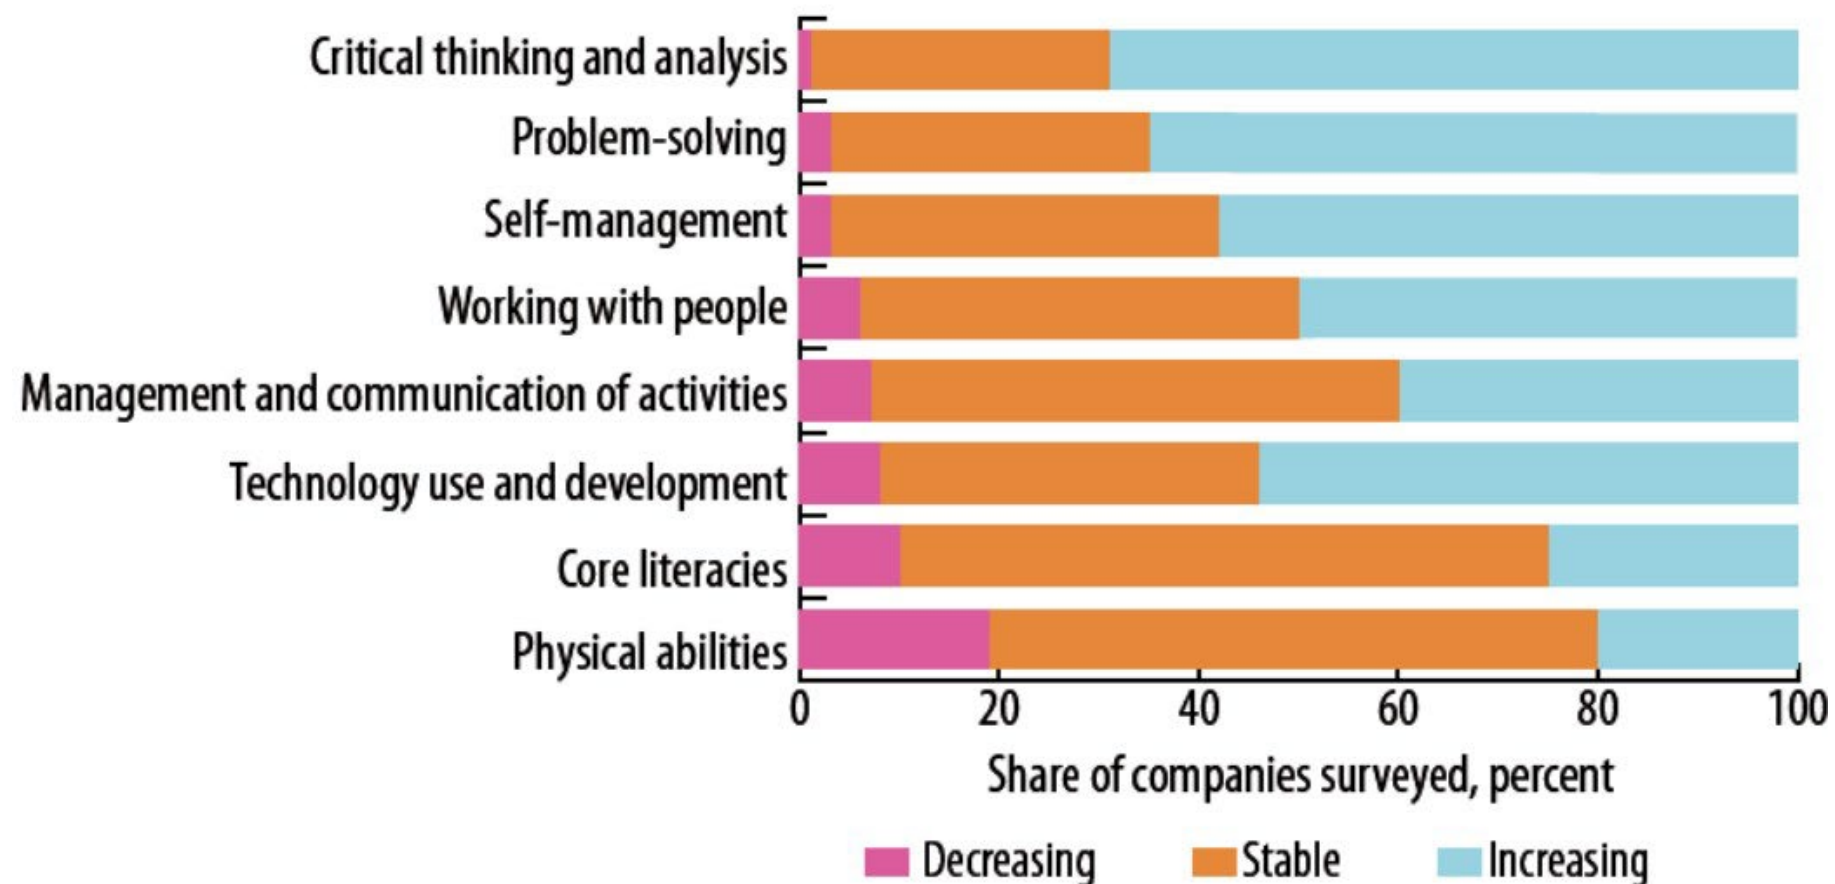 Critical thinking and analysis
Problem-solving
Self-management
Working with people
Management and communication of activities
Technology use and development
Core literacies
Physical abilities
0 20 40 60 80 100
Share of companies surveyed, percent
Decreasing Stable Increasing